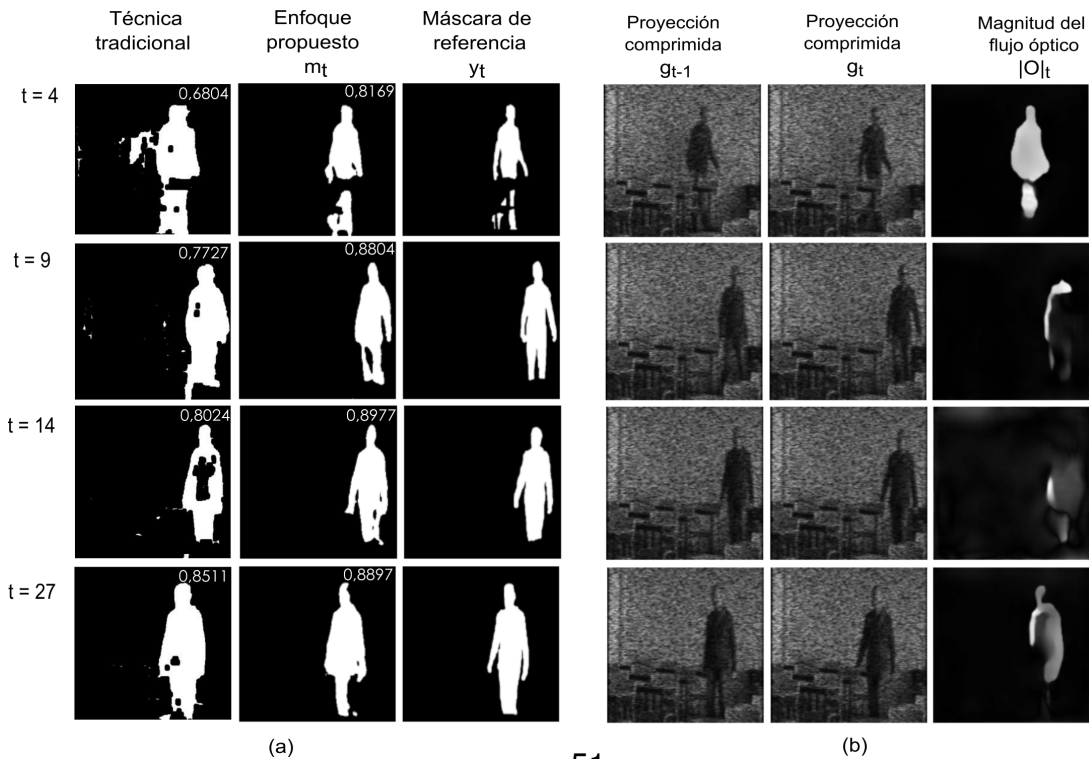 Técnica
tradicional
Enfoque
propuesto
mt
Máscara de
referencia
yt
Proyección
comprimida
gt-1
Proyección
comprimida
gt
Magnitud del
flujo óptico
|O|t
t = 4
0,6804
0,8169
t = 9
0,7727
0,8804
t = 14
0,8024
0,8977
t = 27
0,8511
0,8897
(a)
(b)